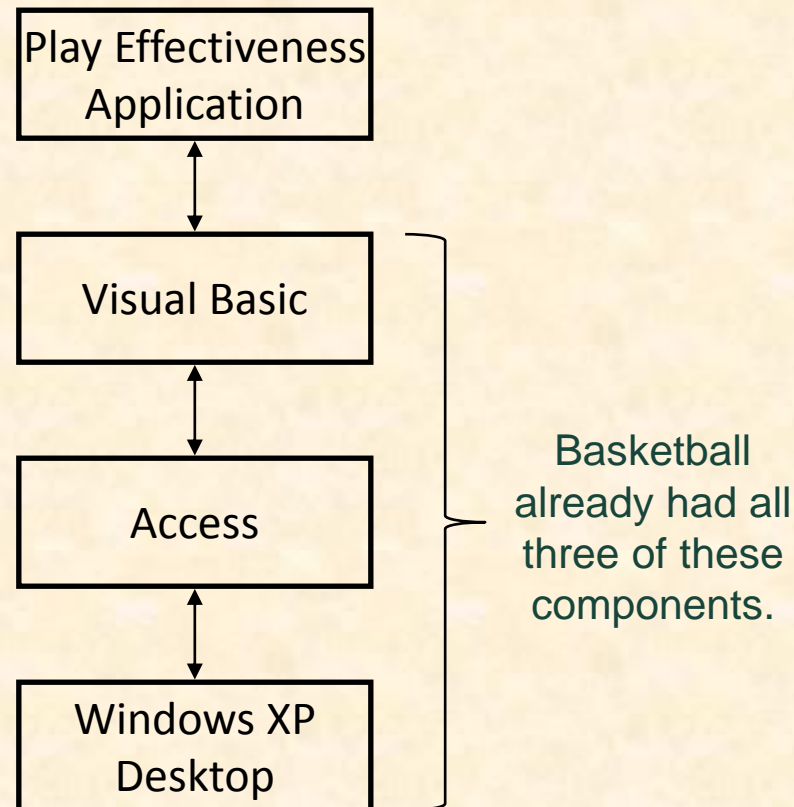 Play Effectiveness
Application
Visual Basic
Access
Basketball
already had all
three of these
components.
Windows XP
Desktop